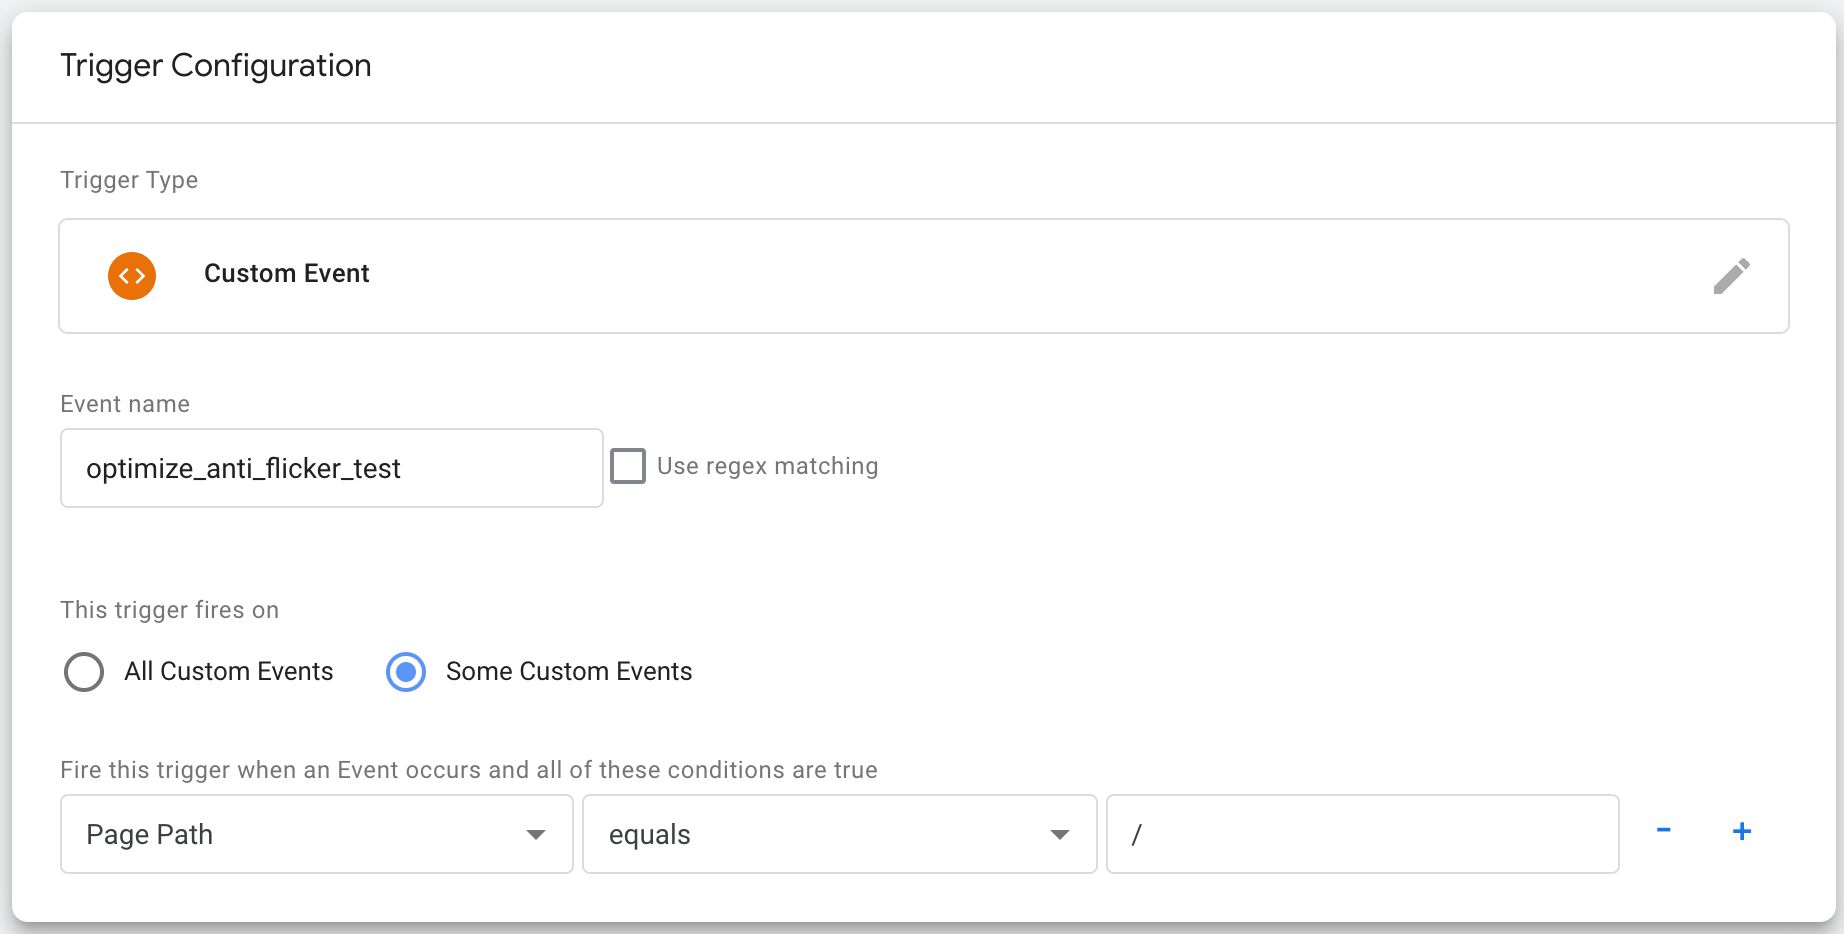 Trigger Configuration
Trigger Type
Custom Event
Event name
optimize_anti_flicker_test
Use regex matching
This trigger fires on
All Custom Events Some Custom Events
Fire this trigger when an Event occurs and all of these conditions are true
Page Path equals / - +